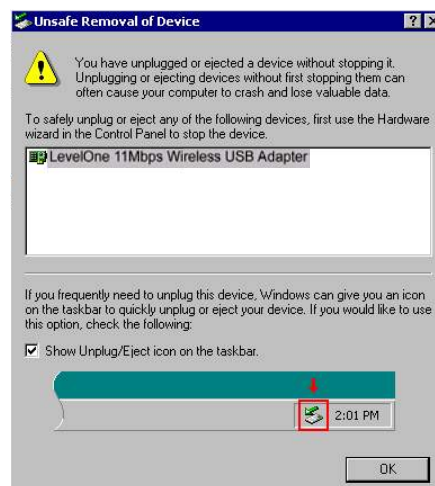 Unsafe Removal of Device
You have unplugged or ejected a device without stopping it.
Unplugging or ejecting devices without first stopping them can
often cause your computer to crash and lose valuable data.
To safely unplug or eject any of the following devices, first use the Hardware
wizard in the Control Panel to stop the device.
LevelOne 11Mbps Wireless USB Adapter
If you frequently need to unplug this device, Windows can give you an icon
on the taskbar to quickly unplug or eject your device. If you would like to use
this option, check the following:
Show Unplug/Eject icon on the taskbar.
2:01 PM
OK